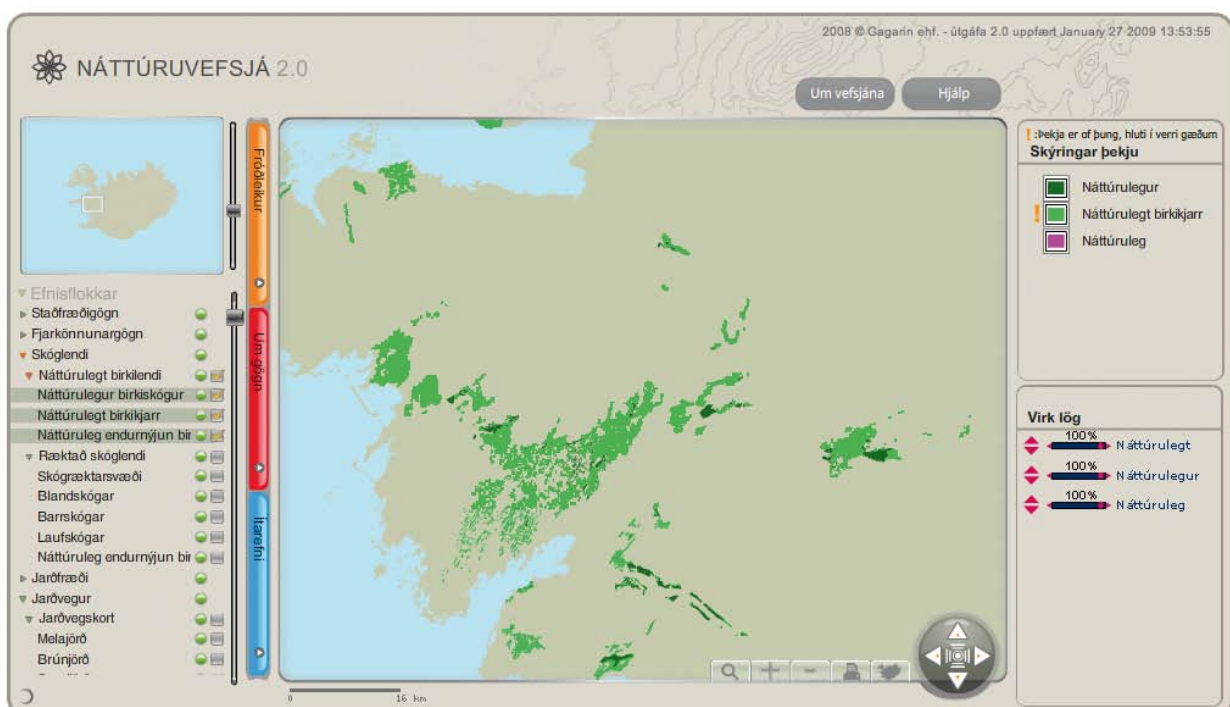 2008 © Gagarin ehf. - útgáfa 2.0 uppfært January 27 2009 13:53:55
NÁTTÚRUVEFSJÁ 2.0
Um vefsjána
Hjálp
Efnisflokkar
Staðfræðigögn
Fjarkönnunargögn
Skóglendi
Náttúrulegt birkilendi
Náttúrulegur birkiskógur
Náttúrulegt birkikjarr
Náttúruleg endurnýjun bir
Ræktað skóglendi
Skógræktarsvæði
Blandskógar
Barrskógar
Laufskógar
Náttúruleg endurnýjun bir
Jarðfræði
Jarðvegur
Jarðvegskort
Melajörð
Brúnjörð
Fróðleikur
Um gögn
Ítarefni
0 16 km
! :Þekja er of þung, hluti í verri gæðum
Skýringar þekju
Náttúrulegur
! Náttúrulegt birkikjarr
Náttúruleg
Virk lög
100%
Náttúrulegt
100%
Náttúrulegur
100%
Náttúruleg